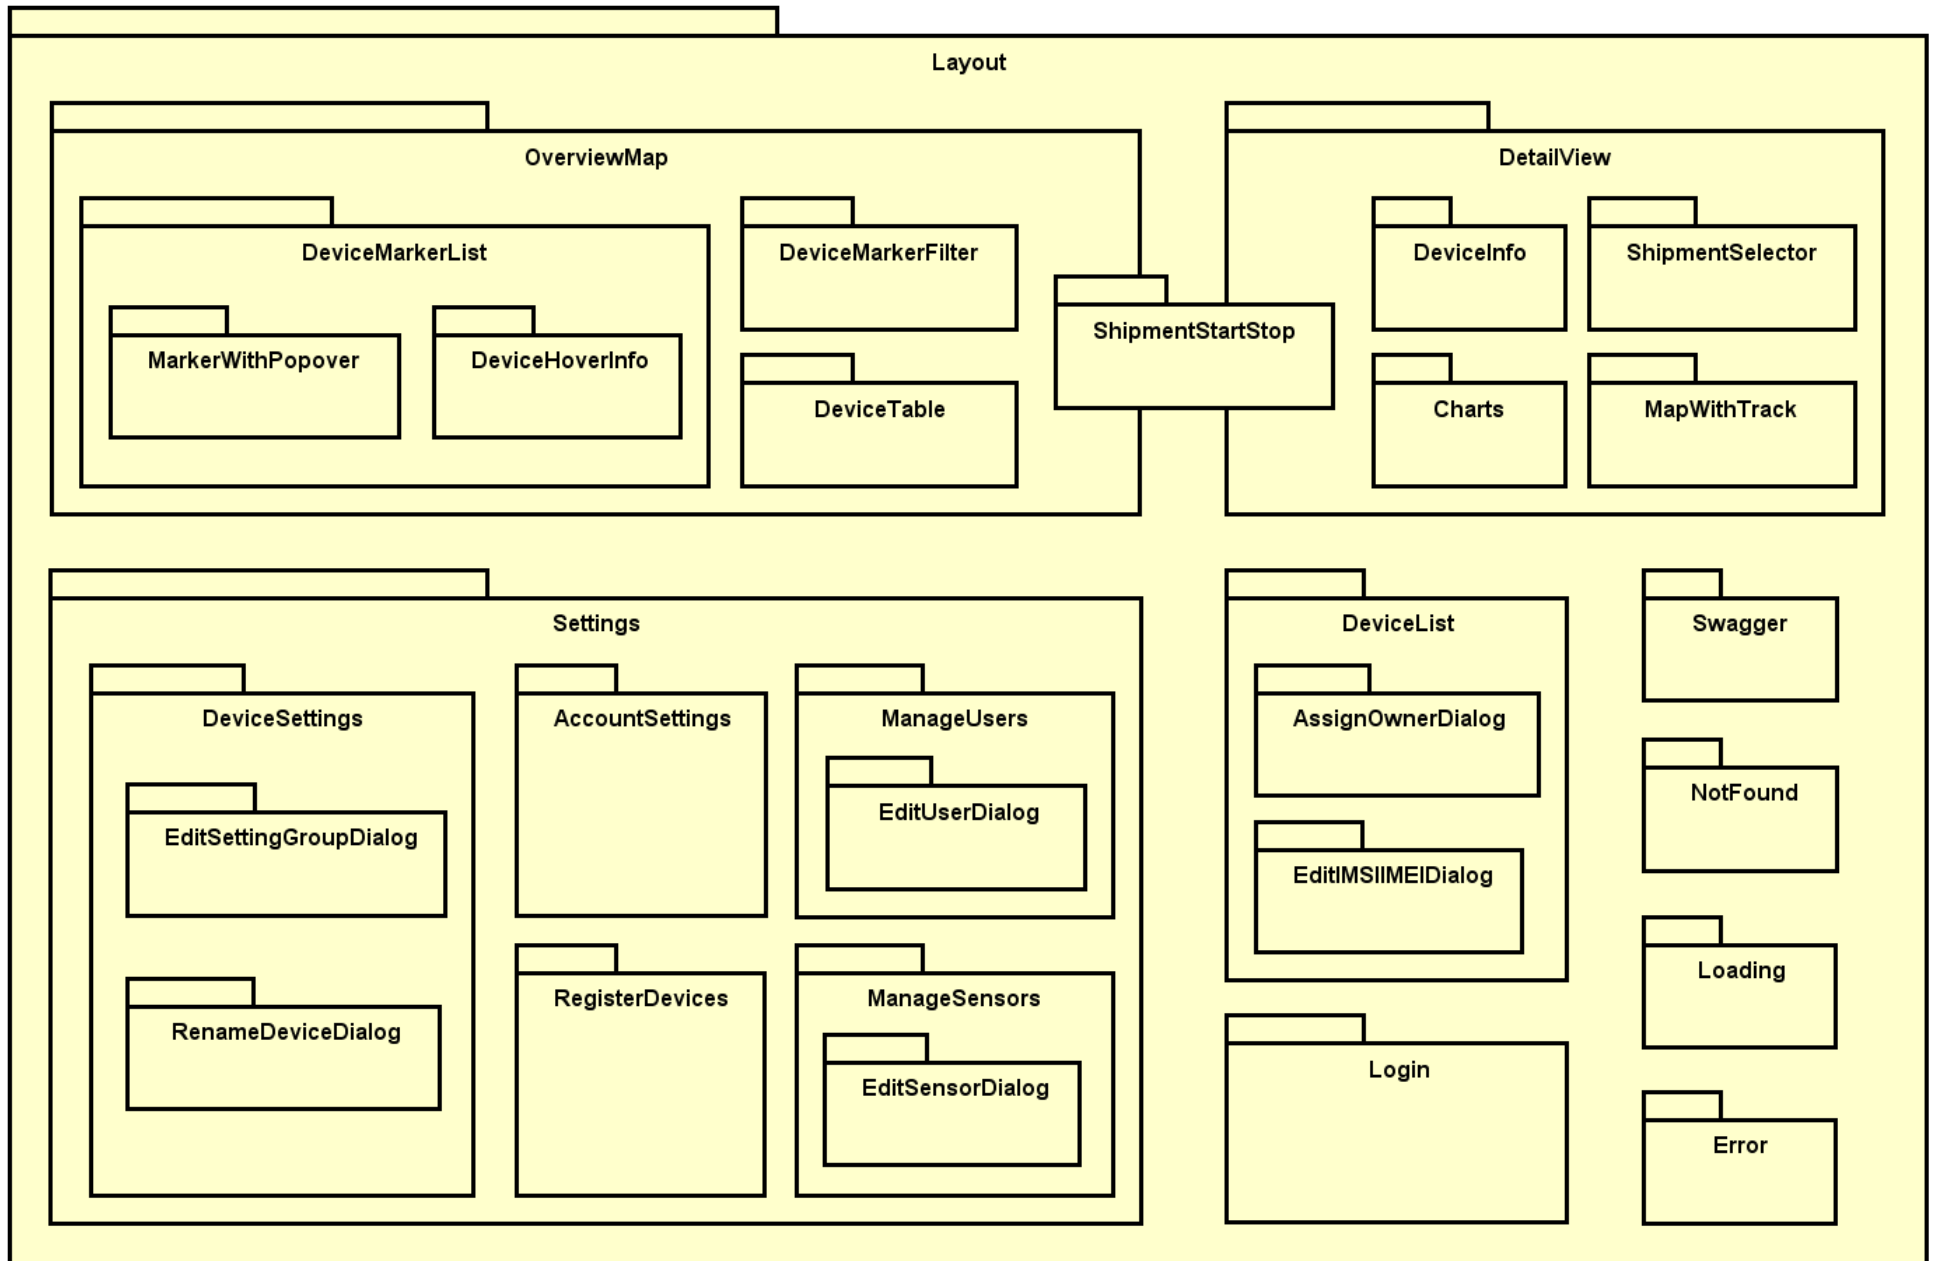 Layout
OverviewMap
DetailView
DeviceMarkerList
DeviceMarkerFilter
DeviceInfo
ShipmentSelector
ShipmentStartStop
MarkerWithPopover
DeviceHoverInfo
DeviceTable
Charts
MapWithTrack
Settings
DeviceList
Swagger
DeviceSettings
AccountSettings
ManageUsers
AssignOwnerDialog
NotFound
EditUserDialog
EditSettingGroupDialog
EditIMSIIMEIDialog
Loading
RegisterDevices
ManageSensors
RenameDeviceDialog
Login
EditSensorDialog
Error